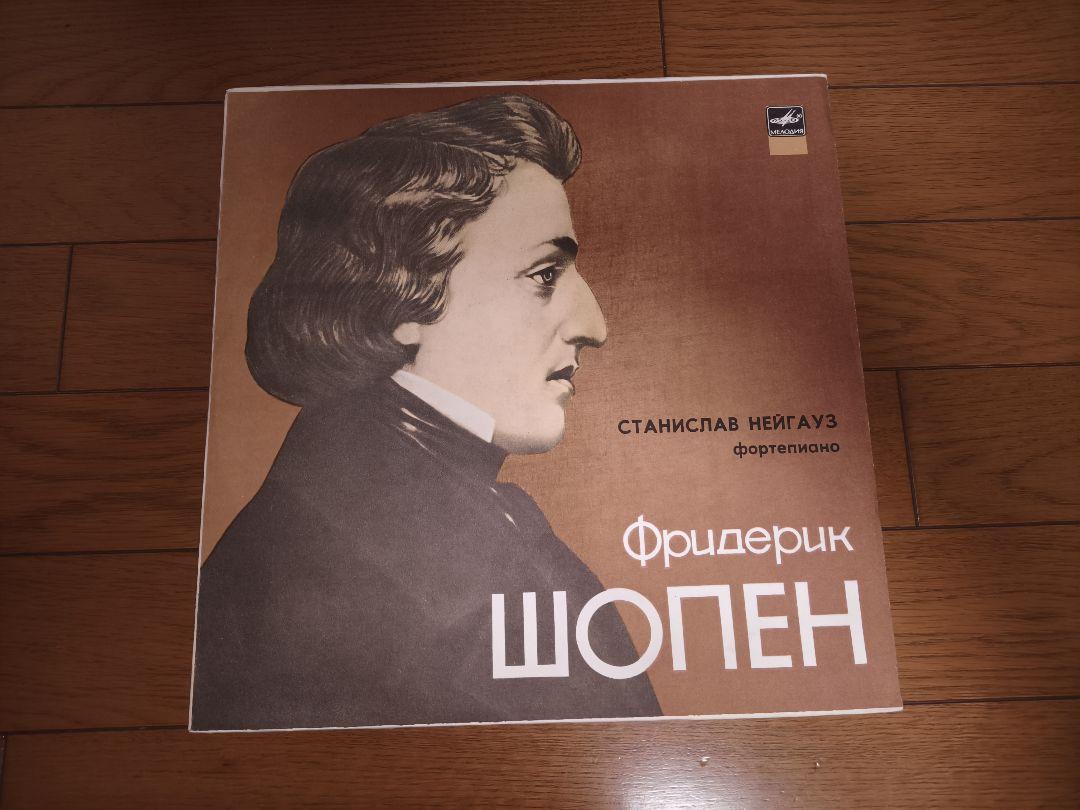 МЕЛОДИЯ
СТАНИСЛАВ НЕЙГАУЗ
фортепиано
Фридерик
ШОПЕН